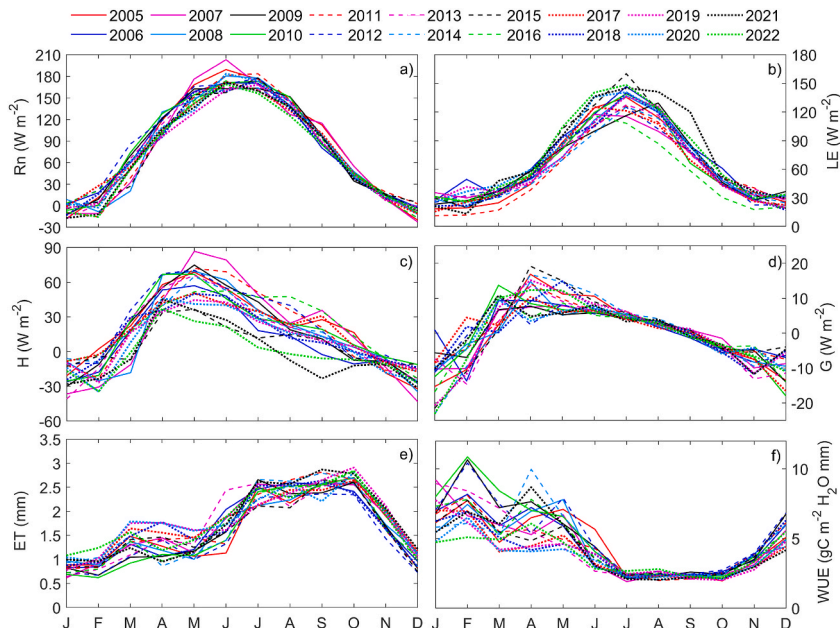 2005 2007 2009 2011 2013 2015 2017 2019 2021
2006 2008 2010 2012 2014 2016 2018 2020 2022
210
180
150
120
90
60
30
0
-30
Rn (W m-2)
a)
180
150
120
90
60
30
0
LE (W m-2)
b)
90
60
30
0
-30
-60
H (W m-2)
c)
20
10
0
-10
-20
G (W m-2)
d)
3.5
3
2.5
2
1.5
1
0.5
0
ET (mm)
e)
J F M A M J J A S O N D
10
5
0
WUE (gC m-2 H2O mm)
f)
J F M A M J J A S O N D